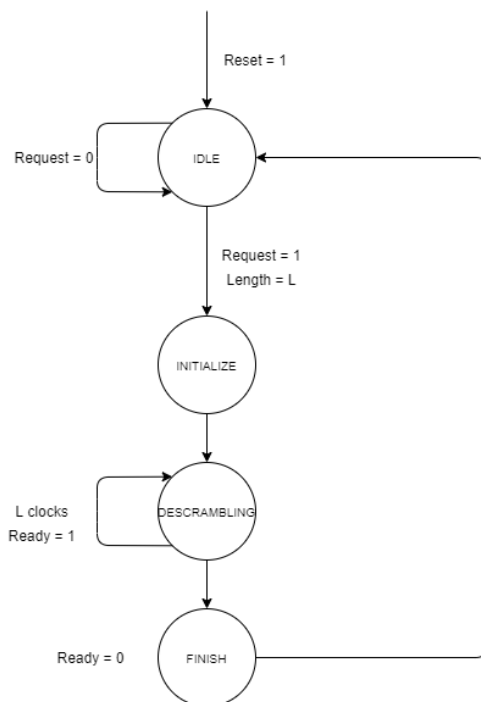 Reset = 1
Request = 0
IDLE
Request = 1
Length = L
INITIALIZE
L clocks
Ready = 1
DESCRAMBLING
Ready = 0
FINISH